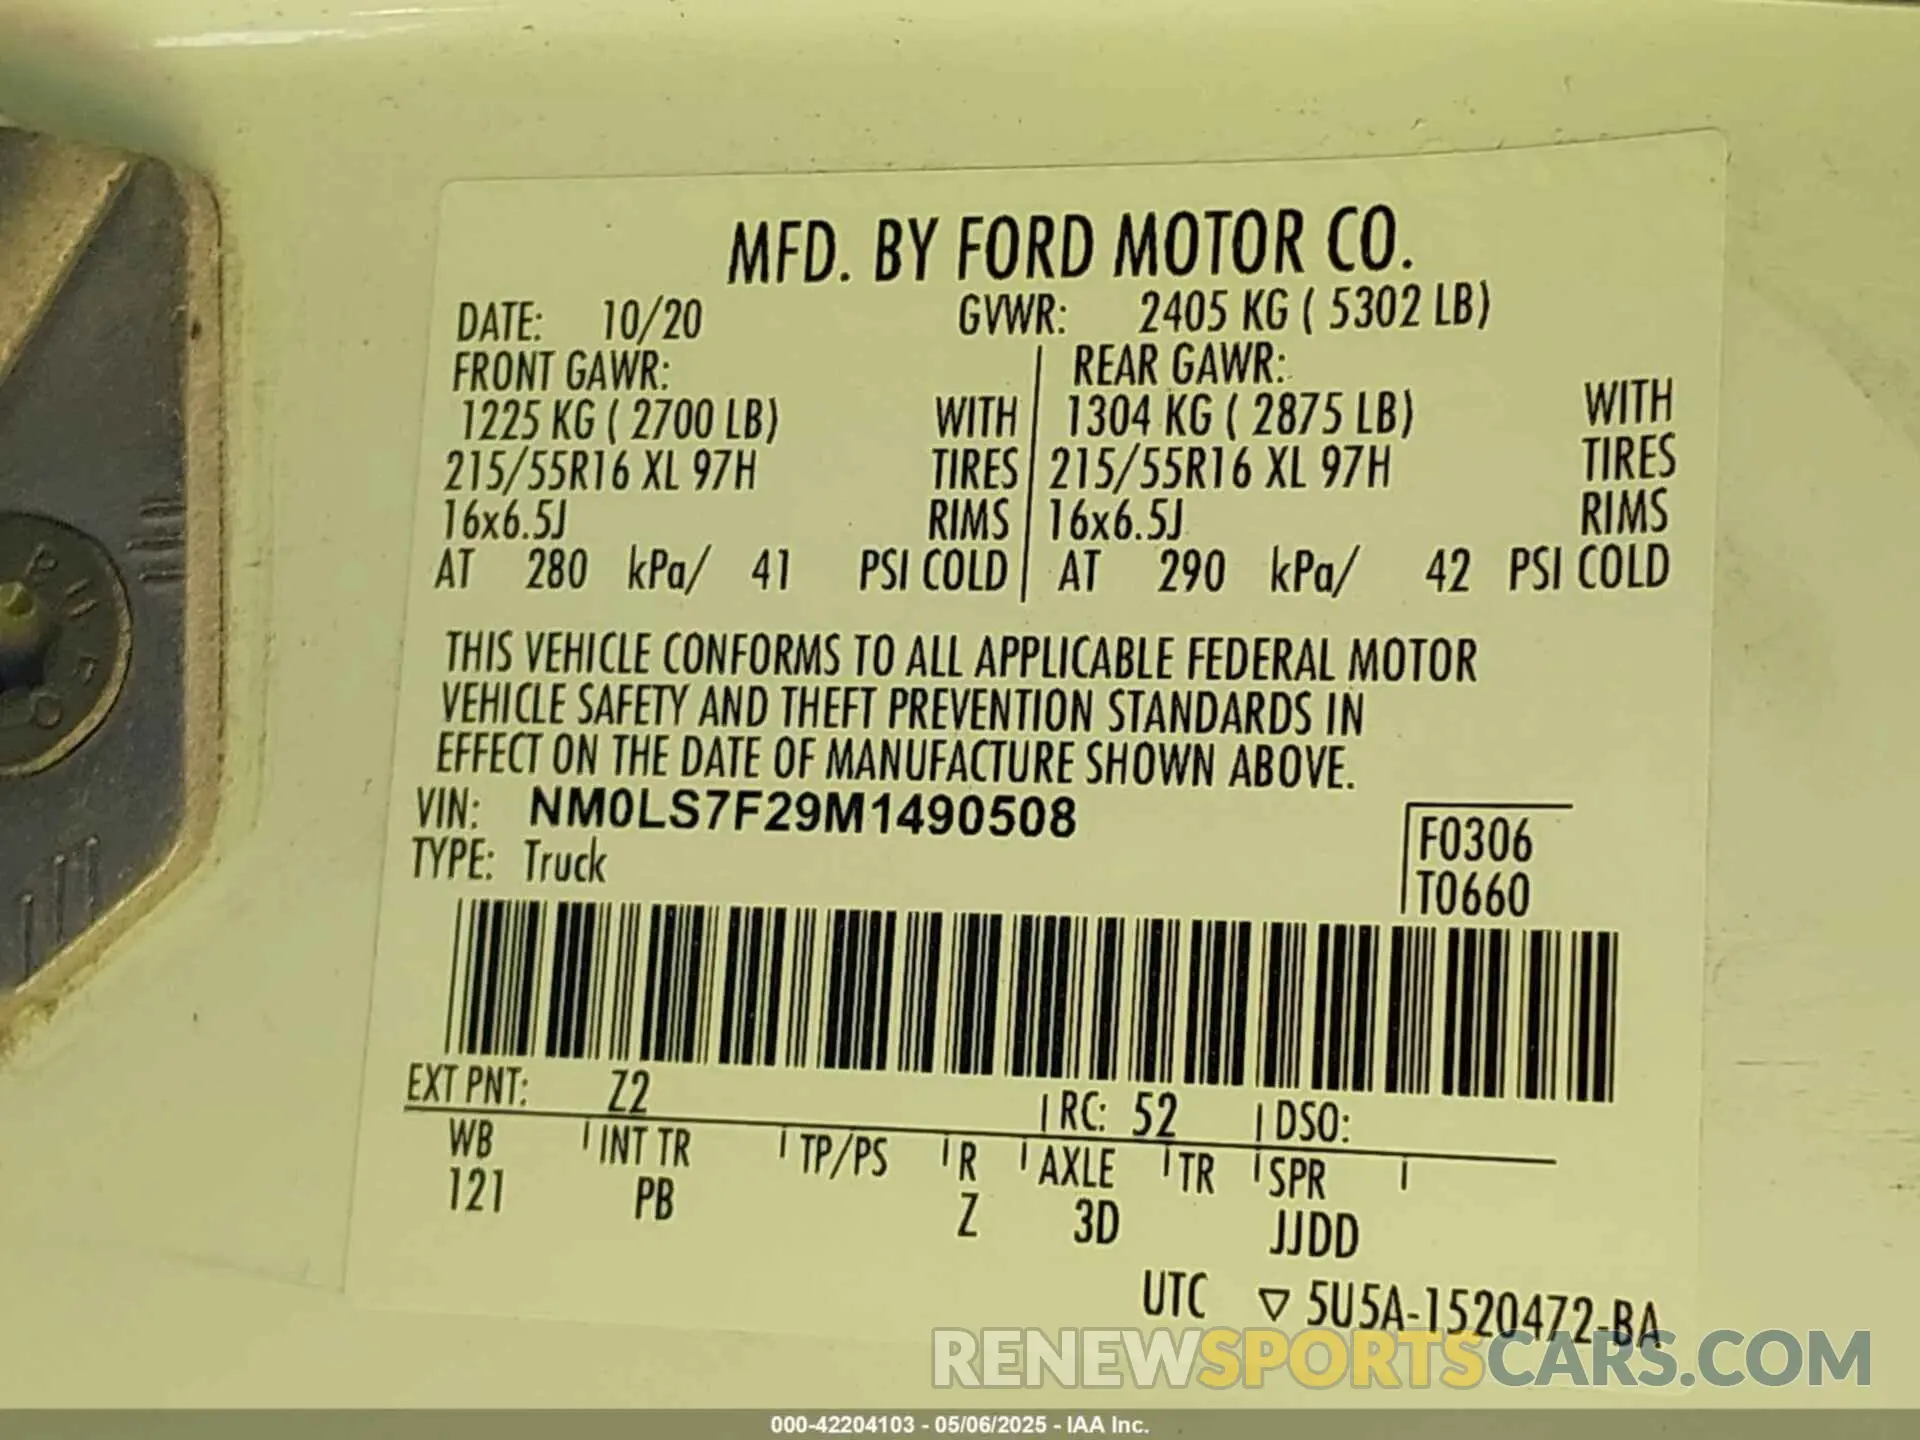 MFD. BY FORD MOTOR CO.
DATE: 10/20 GVWR: 2405 KG ( 5302 LB)
FRONT GAWR: REAR GAWR:
1225 KG ( 2700 LB) WITH 1304 KG ( 2875 LB) WITH
215/55R16 XL 97H TIRES 215/55R16 XL 97H TIRES
16x6.5J RIMS 16x6.5J RIMS
AT 280 kPa/ 41 PSI COLD AT 290 kPa/ 42 PSI COLD
THIS VEHICLE CONFORMS TO ALL APPLICABLE FEDERAL MOTOR
VEHICLE SAFETY AND THEFT PREVENTION STANDARDS IN
EFFECT ON THE DATE OF MANUFACTURE SHOWN ABOVE.
VIN: NM0LS7F29M1490508
TYPE: Truck
F0306
T0660
EXT PNT: Z2 RC: 52 DSO:
WB INT TR TP/PS R AXLE TR SPR
121 PB Z 3D JJDD
UTC ▽ 5U5A-1520472-BA
RENEWSPORTSCARS.COM
000-42204103 - 05/06/2025 - IAA Inc.